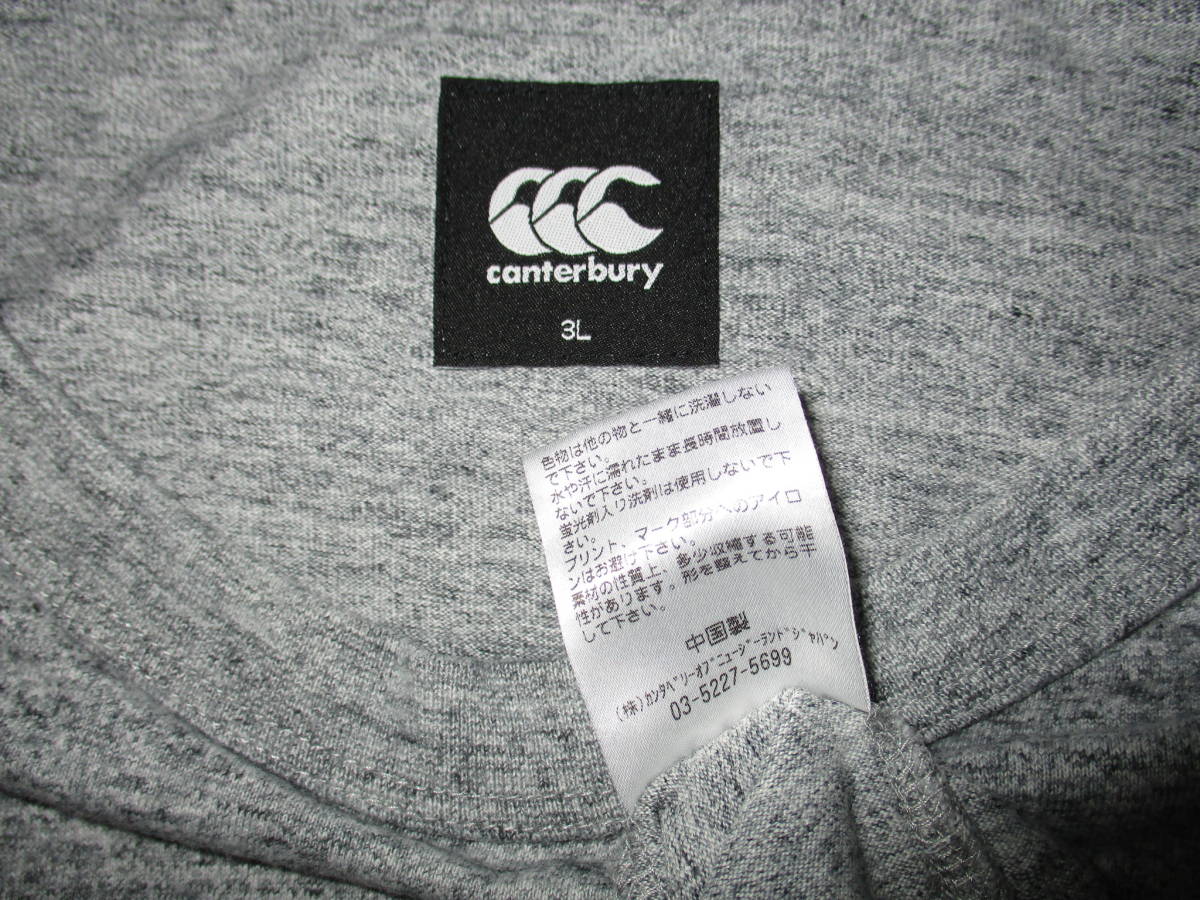 canterbury
3L
色物は他の物と一緒に洗濯しない
で下さい。
水や汗に濡れたまま長時間放置し
ないで下さい。
蛍光剤入り洗剤は使用しないで下
さい。
プリント、マーク部分へのアイロ
ンはお避け下さい。
素材の性質上、多少収縮する可能
性があります。形を整えてから干
して下さい。
中国製
(株)ｶﾝﾀﾍﾞﾘｰｵﾌﾞﾆｭｰｼﾞｰﾗﾝﾄﾞｼﾞｬﾊﾟﾝ
03-5227-5699